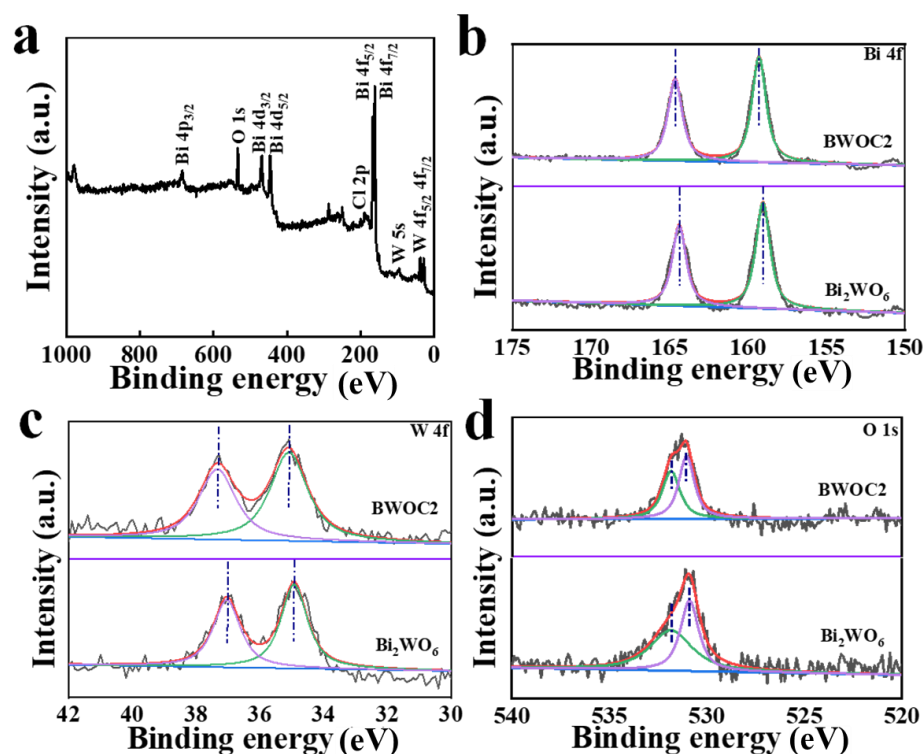 a
Intensity (a.u.)
Bi 4p3/2
O 1s
Bi 4d3/2
Bi 4d5/2
Cl 2p
Bi 4f5/2
Bi 4f7/2
W 5s
W 4f5/2 4f7/2
1000 800 600 400 200 0
Binding energy (eV)
b
Intensity (a.u.)
Bi 4f
BWOC2
Bi2WO6
175 170 165 159 155 150
Binding energy (eV)
c
Intensity (a.u.)
W 4f
BWOC2
Bi2WO6
42 38 36 34 32 30
Binding energy (eV)
d
Intensity (a.u.)
O 1s
BWOC2
Bi2WO6
540 535 530 525 520
Binding energy (eV)